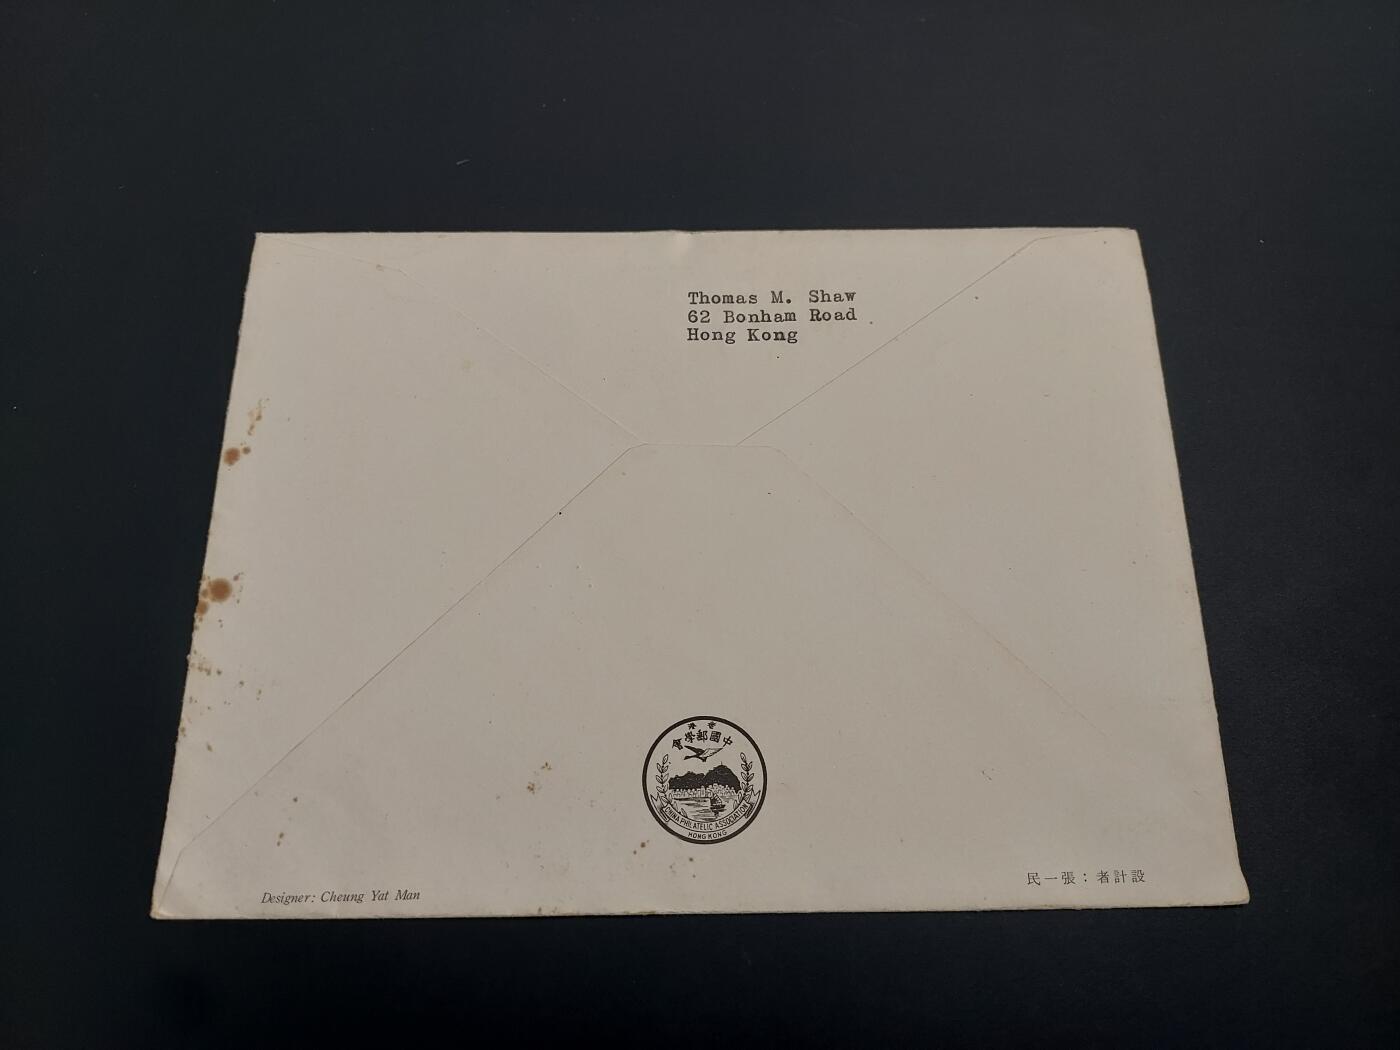 Thomas M. Shaw
62 Bonham Road
Hong Kong
港香
會學郵國中
CHINA PHILATELIC ASSOCIATION
HONG KONG
Designer: Cheung Yat Man
民一張：者計設